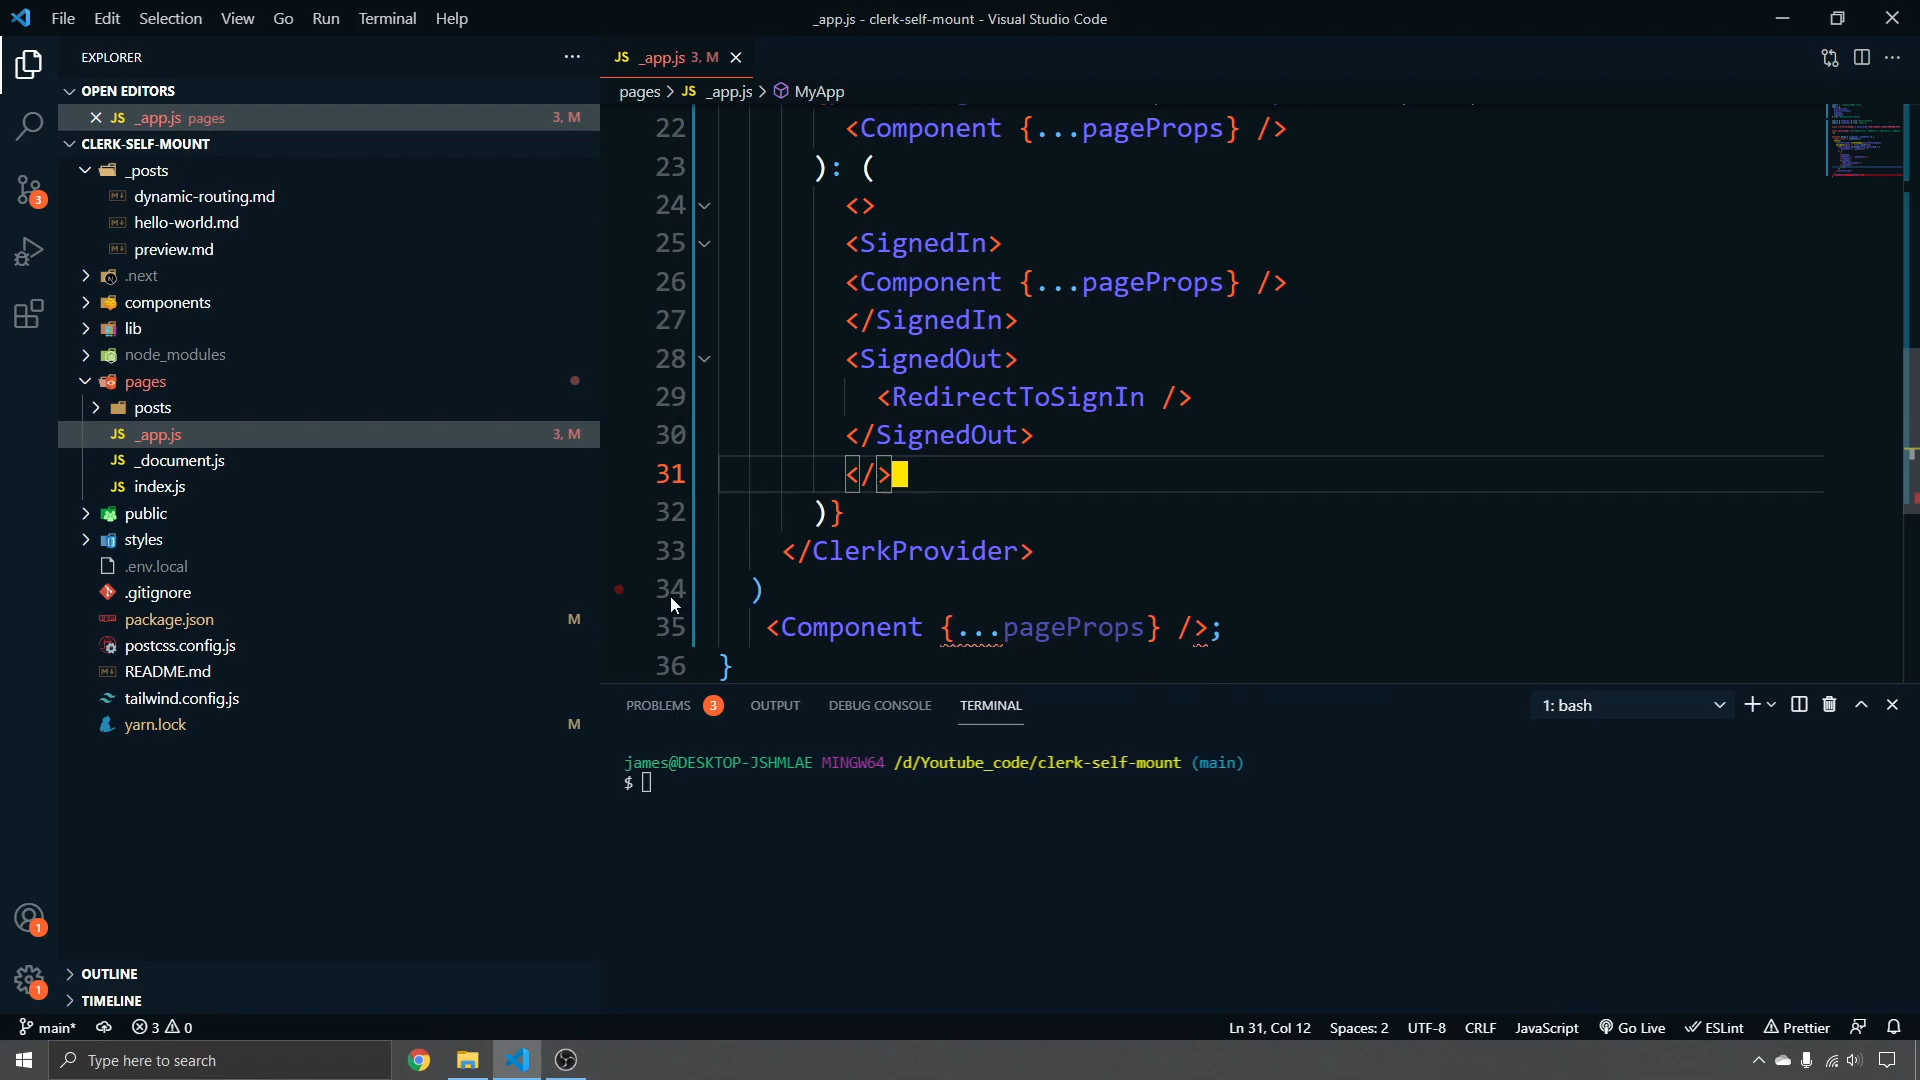 File Edit Selection View Go Run Terminal Help
_app.js - clerk-self-mount - Visual Studio Code
EXPLORER
OPEN EDITORS
JS _app.js pages 3, M
CLERK-SELF-MOUNT
_posts
dynamic-routing.md
hello-world.md
preview.md
.next
components
lib
node_modules
pages
posts
JS _app.js 3, M
JS _document.js
JS index.js
public
styles
.env.local
.gitignore
package.json M
postcss.config.js
README.md
tailwind.config.js
yarn.lock M
OUTLINE
TIMELINE
JS _app.js 3, M
pages > JS _app.js > MyApp
22 <Component {...pageProps} />
23 ): (
24 <>
25 <SignedIn>
26 <Component {...pageProps} />
27 </SignedIn>
28 <SignedOut>
29 <RedirectToSignIn />
30 </SignedOut>
31 </>
32 )}
33 </ClerkProvider>
34 )
35 <Component {...pageProps} />;
36 }
PROBLEMS 3 OUTPUT DEBUG CONSOLE TERMINAL 1: bash
james@DESKTOP-JSHMLAE MINGW64 /d/Youtube_code/clerk-self-mount (main)
$
3
1
1
main* 3 0 Ln 31, Col 12 Spaces: 2 UTF-8 CRLF JavaScript Go Live ESLint Prettier
Type here to search